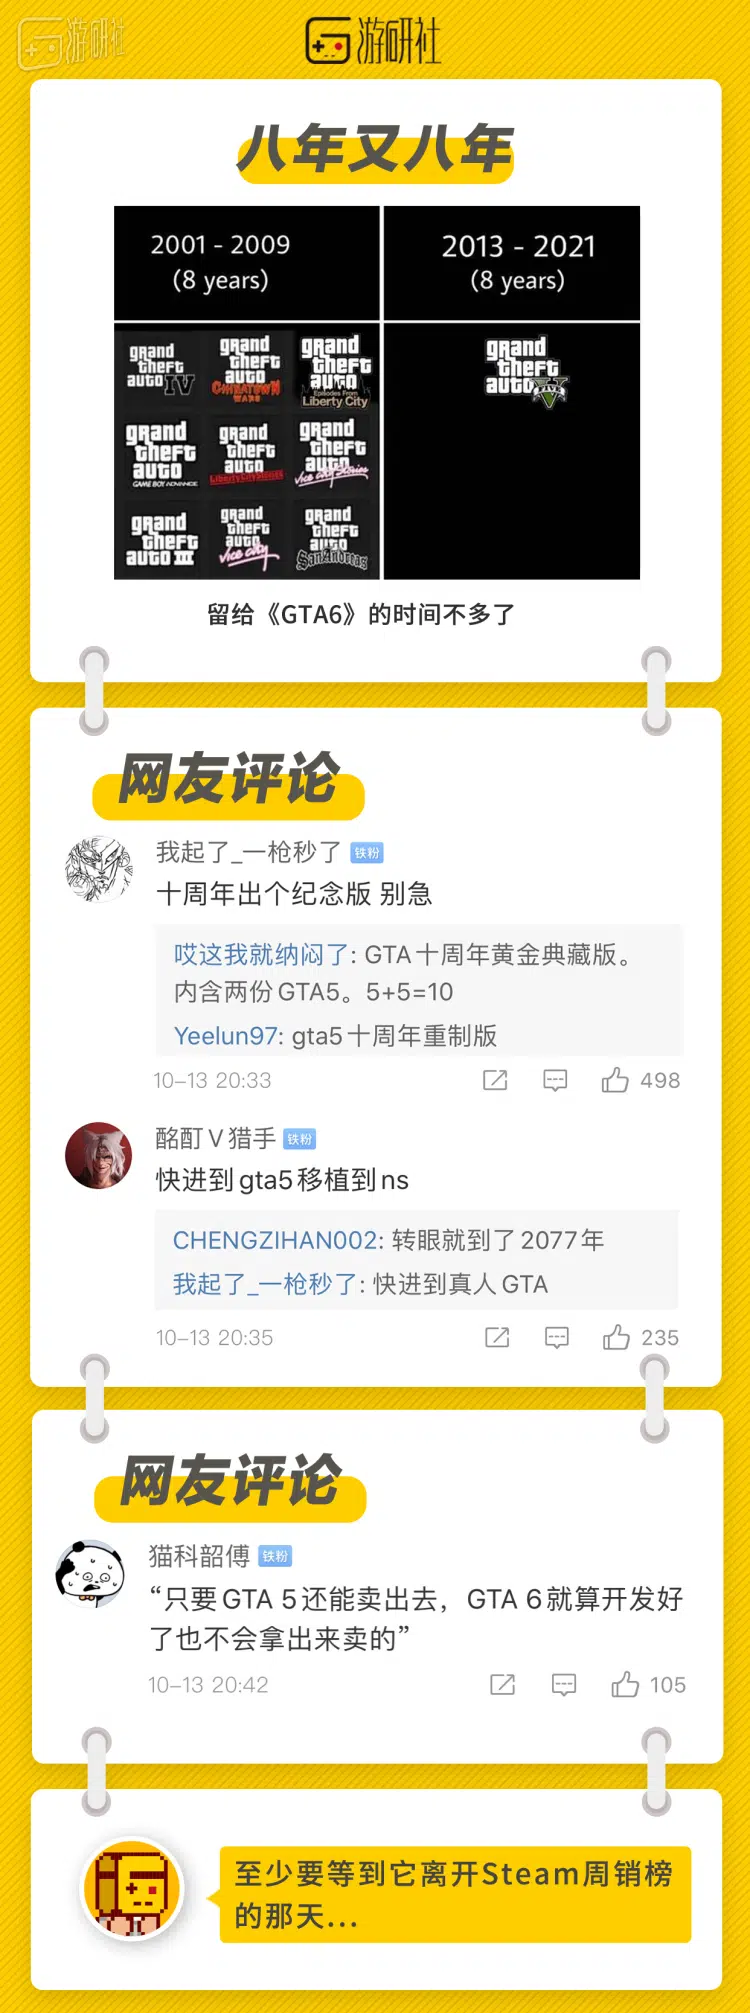 游研社
游研社
八年又八年
2001 - 2009
(8 years)
2013 - 2021
(8 years)
grand theft auto IV
grand theft auto CHINATOWN WARS
grand theft auto Episodes From Liberty City
grand theft auto GAME BOY ADVANCE
grand theft auto Liberty City Stories
grand theft auto Vice City Stories
grand theft auto III
grand theft auto Vice City
grand theft auto San Andreas
grand theft auto V FIVE
留给《GTA6》的时间不多了
网友评论
我起了_一枪秒了 铁粉
十周年出个纪念版 别急
哎这我就纳闷了: GTA十周年黄金典藏版。
内含两份GTA5。5+5=10
Yeelun97: gta5十周年重制版
10-13 20:33
498
酩酊V猎手 铁粉
快进到gta5移植到ns
CHENGZIHAN002: 转眼就到了2077年
我起了_一枪秒了: 快进到真人GTA
10-13 20:35
235
网友评论
猫科韶傅 铁粉
“只要GTA 5还能卖出去，GTA 6就算开发好
了也不会拿出来卖的”
10-13 20:42
105
至少要等到它离开Steam周销榜
的那天...